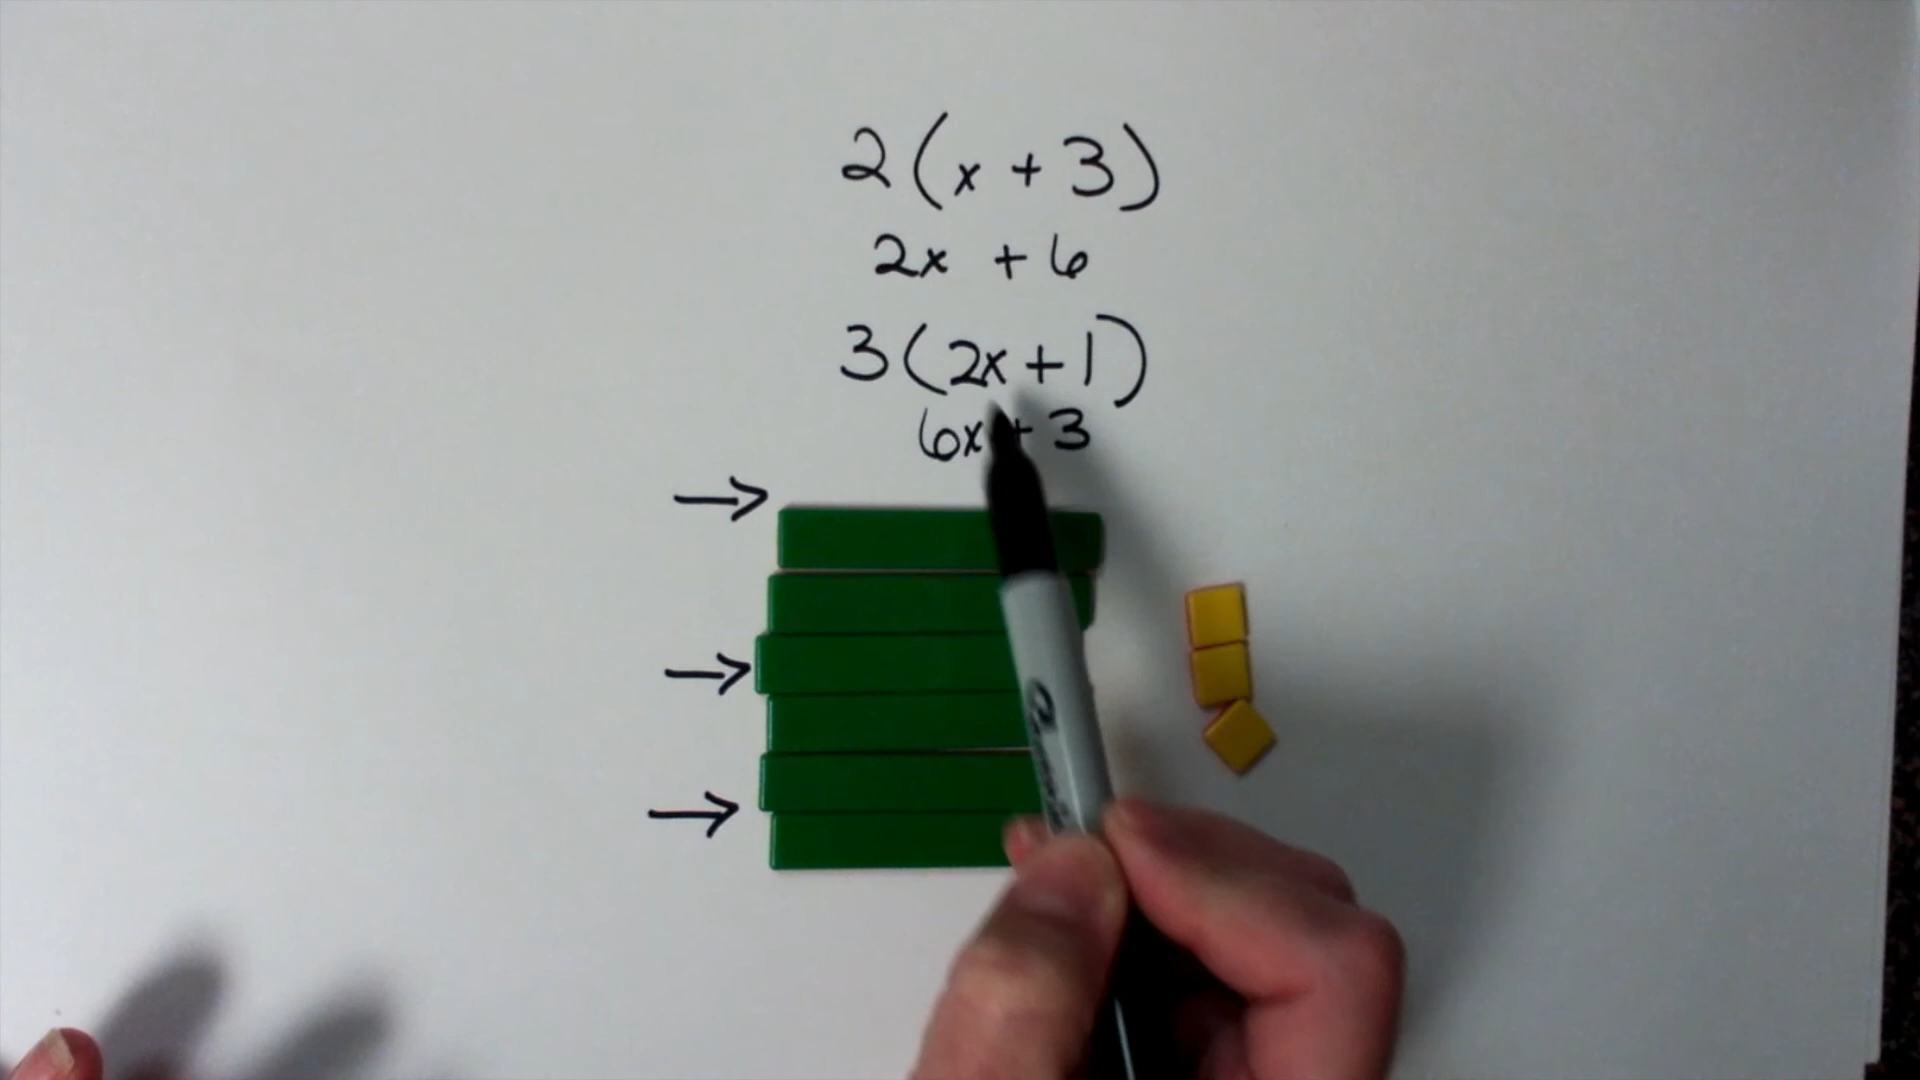 2(x + 3)
2x + 6
3(2x + 1)
6x + 3
→
→
→